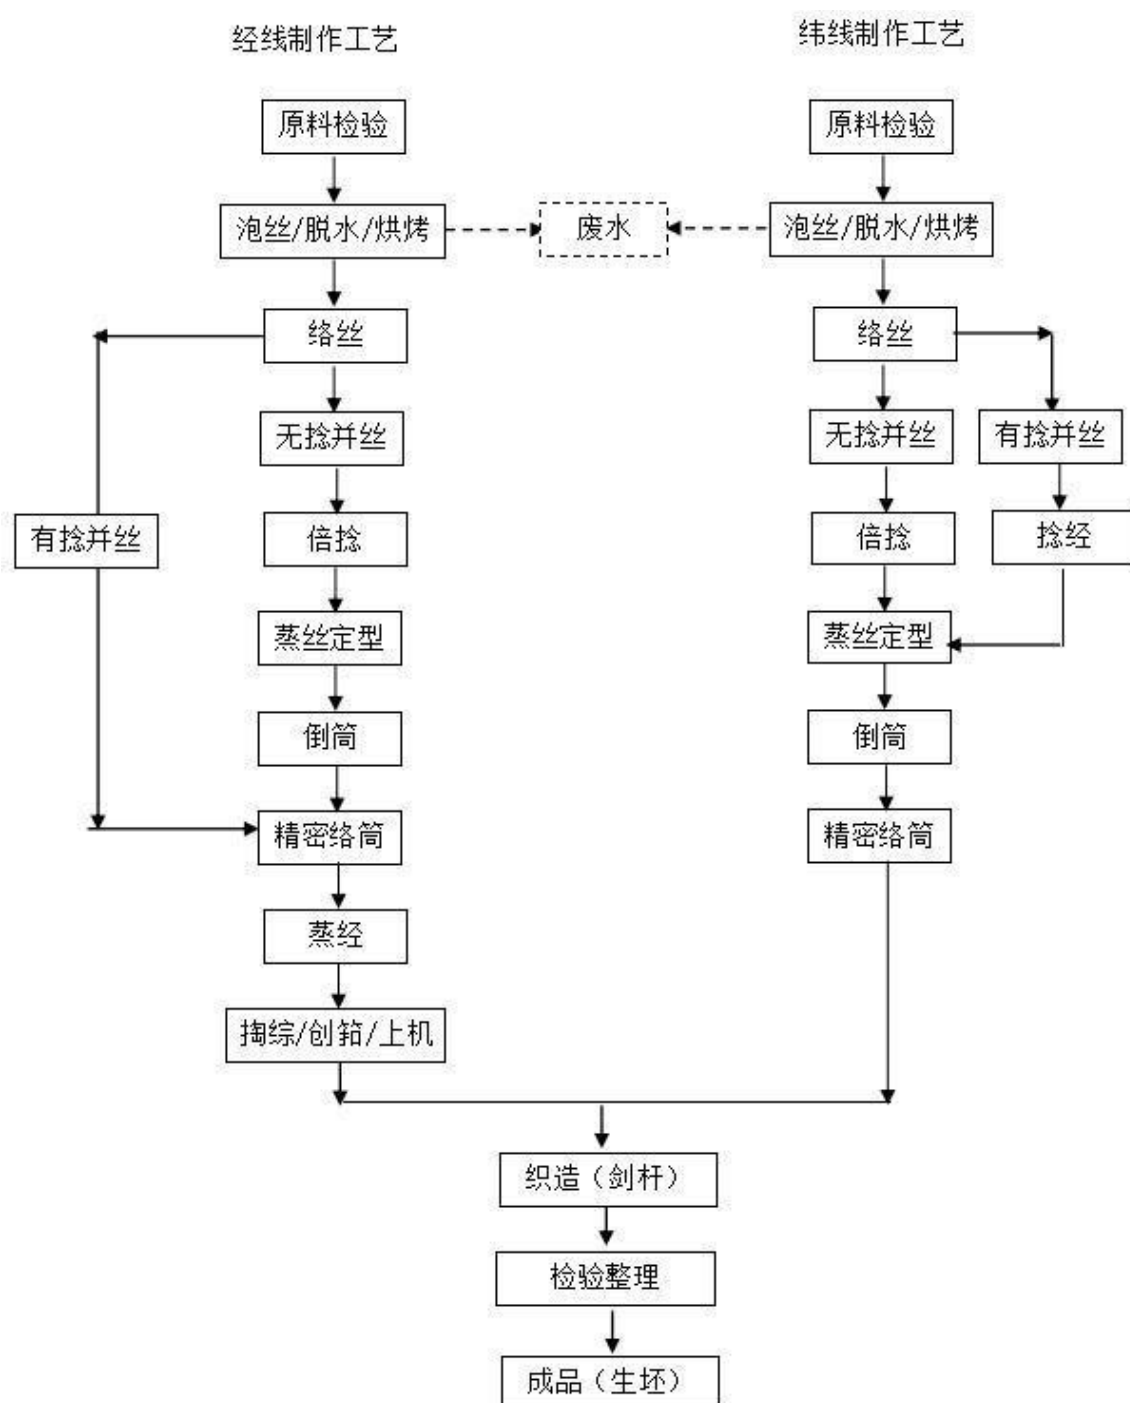 经线制作工艺
纬线制作工艺
原料检验
原料检验
泡丝/脱水/烘烤
废水
泡丝/脱水/烘烤
络丝
络丝
无捻并丝
无捻并丝
有捻并丝
有捻并丝
倍捻
倍捻
捻经
蒸丝定型
蒸丝定型
倒筒
倒筒
精密络筒
精密络筒
蒸经
掏综/创筘/上机
织造（剑杆）
检验整理
成品（生坯）